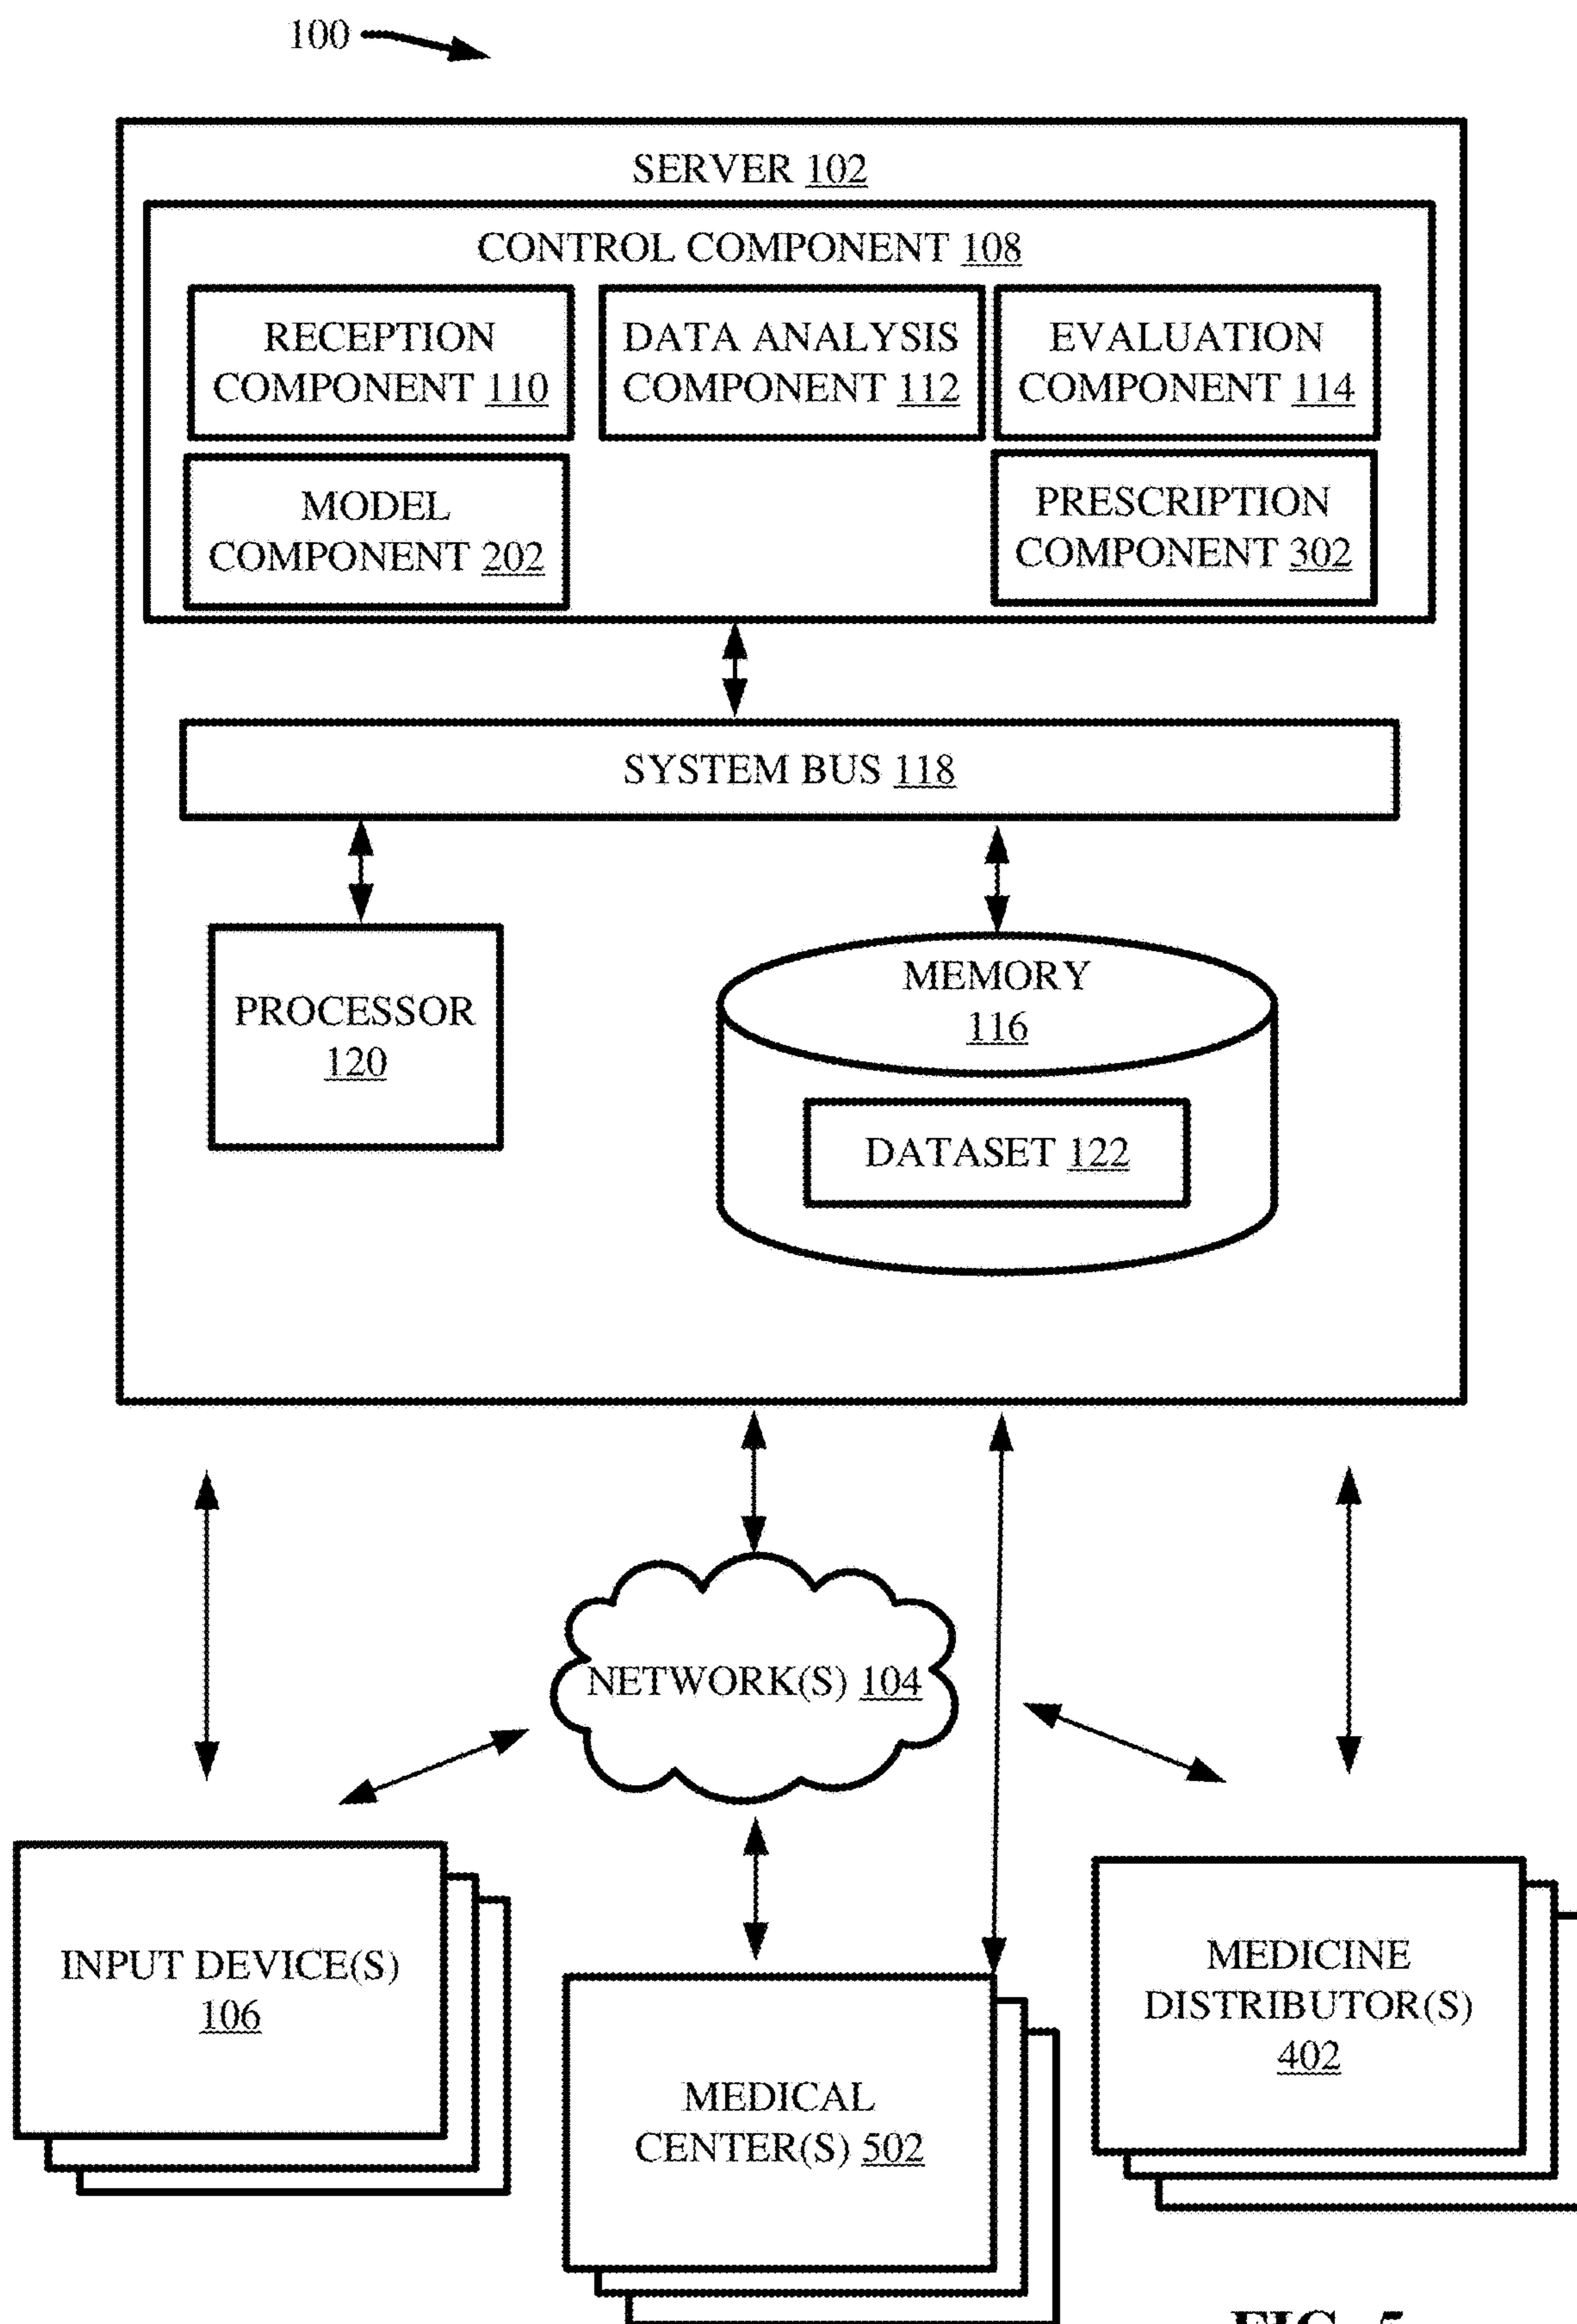 100
SERVER 102
CONTROL COMPONENT 108
RECEPTION
COMPONENT 110
DATA ANALYSIS
COMPONENT 112
EVALUATION
COMPONENT 114
MODEL
COMPONENT 202
PRESCRIPTION
COMPONENT 302
SYSTEM BUS 118
PROCESSOR
120
MEMORY
116
DATASET 122
NETWORK(S) 104
INPUT DEVICE(S)
106
MEDICAL
CENTER(S) 502
MEDICINE
DISTRIBUTOR(S)
402
FIG. 5